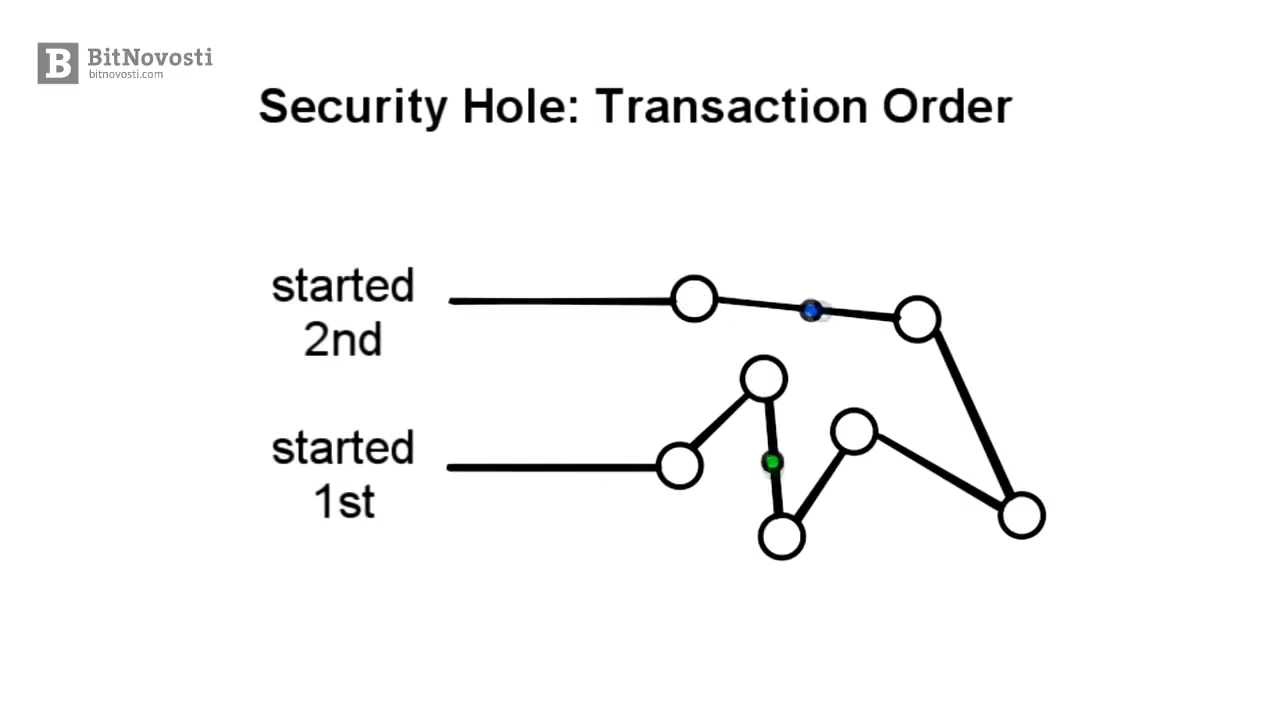 B BitNovosti
bitnovosti.com
Security Hole: Transaction Order
started
2nd
started
1st